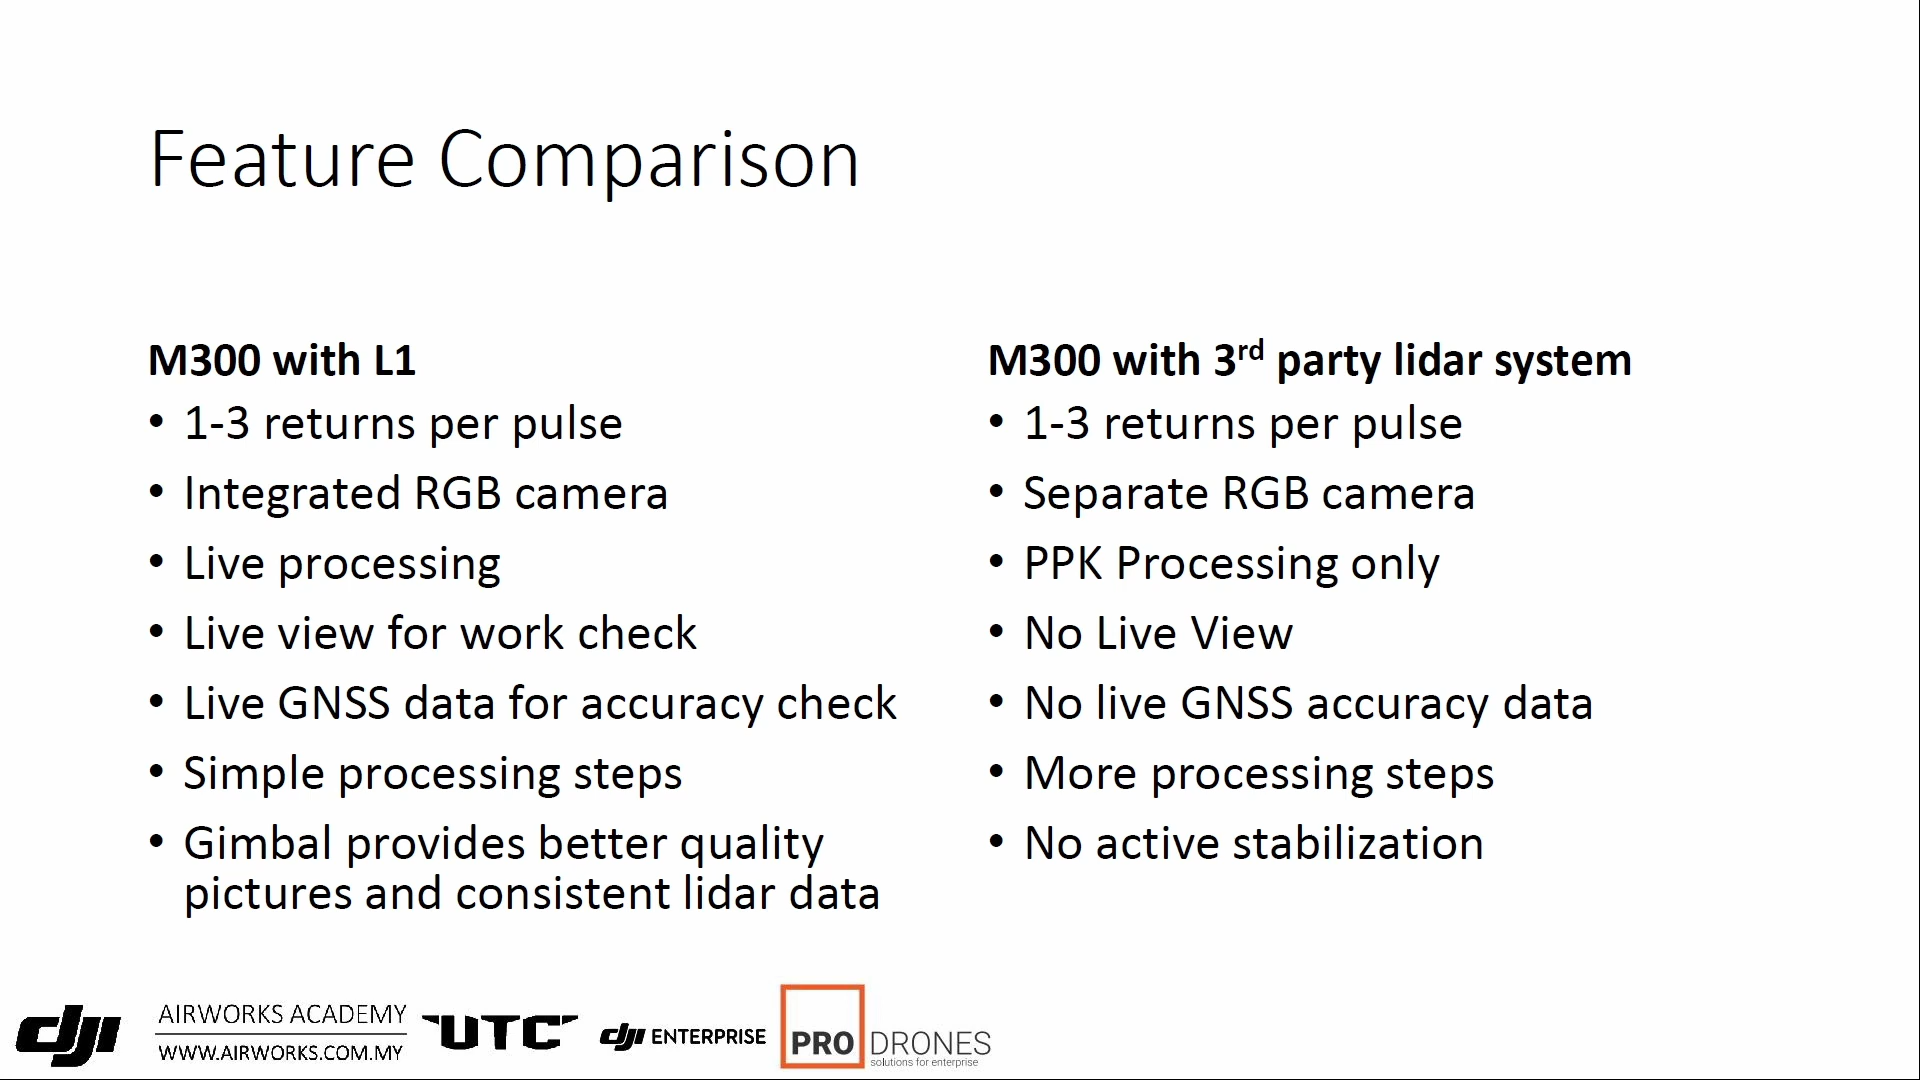 Feature Comparison
M300 with L1
• 1-3 returns per pulse
• Integrated RGB camera
• Live processing
• Live view for work check
• Live GNSS data for accuracy check
• Simple processing steps
• Gimbal provides better quality
pictures and consistent lidar data
M300 with 3rd party lidar system
• 1-3 returns per pulse
• Separate RGB camera
• PPK Processing only
• No Live View
• No live GNSS accuracy data
• More processing steps
• No active stabilization
dji
AIRWORKS ACADEMY
WWW.AIRWORKS.COM.MY
UTC
dji ENTERPRISE
PRO DRONES
solutions for enterprise